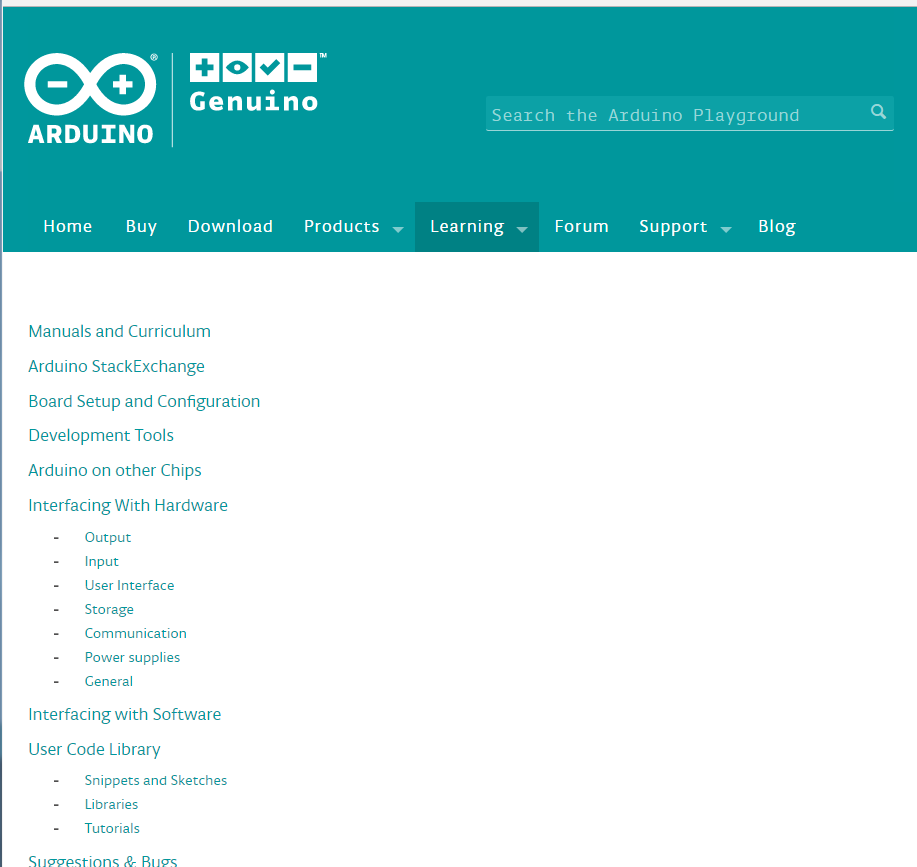 ARDUINO® Genuino™
Search the Arduino Playground
Home Buy Download Products Learning Forum Support Blog
Manuals and Curriculum
Arduino StackExchange
Board Setup and Configuration
Development Tools
Arduino on other Chips
Interfacing With Hardware
- Output
- Input
- User Interface
- Storage
- Communication
- Power supplies
- General
Interfacing with Software
User Code Library
- Snippets and Sketches
- Libraries
- Tutorials
Suggestions & Bugs